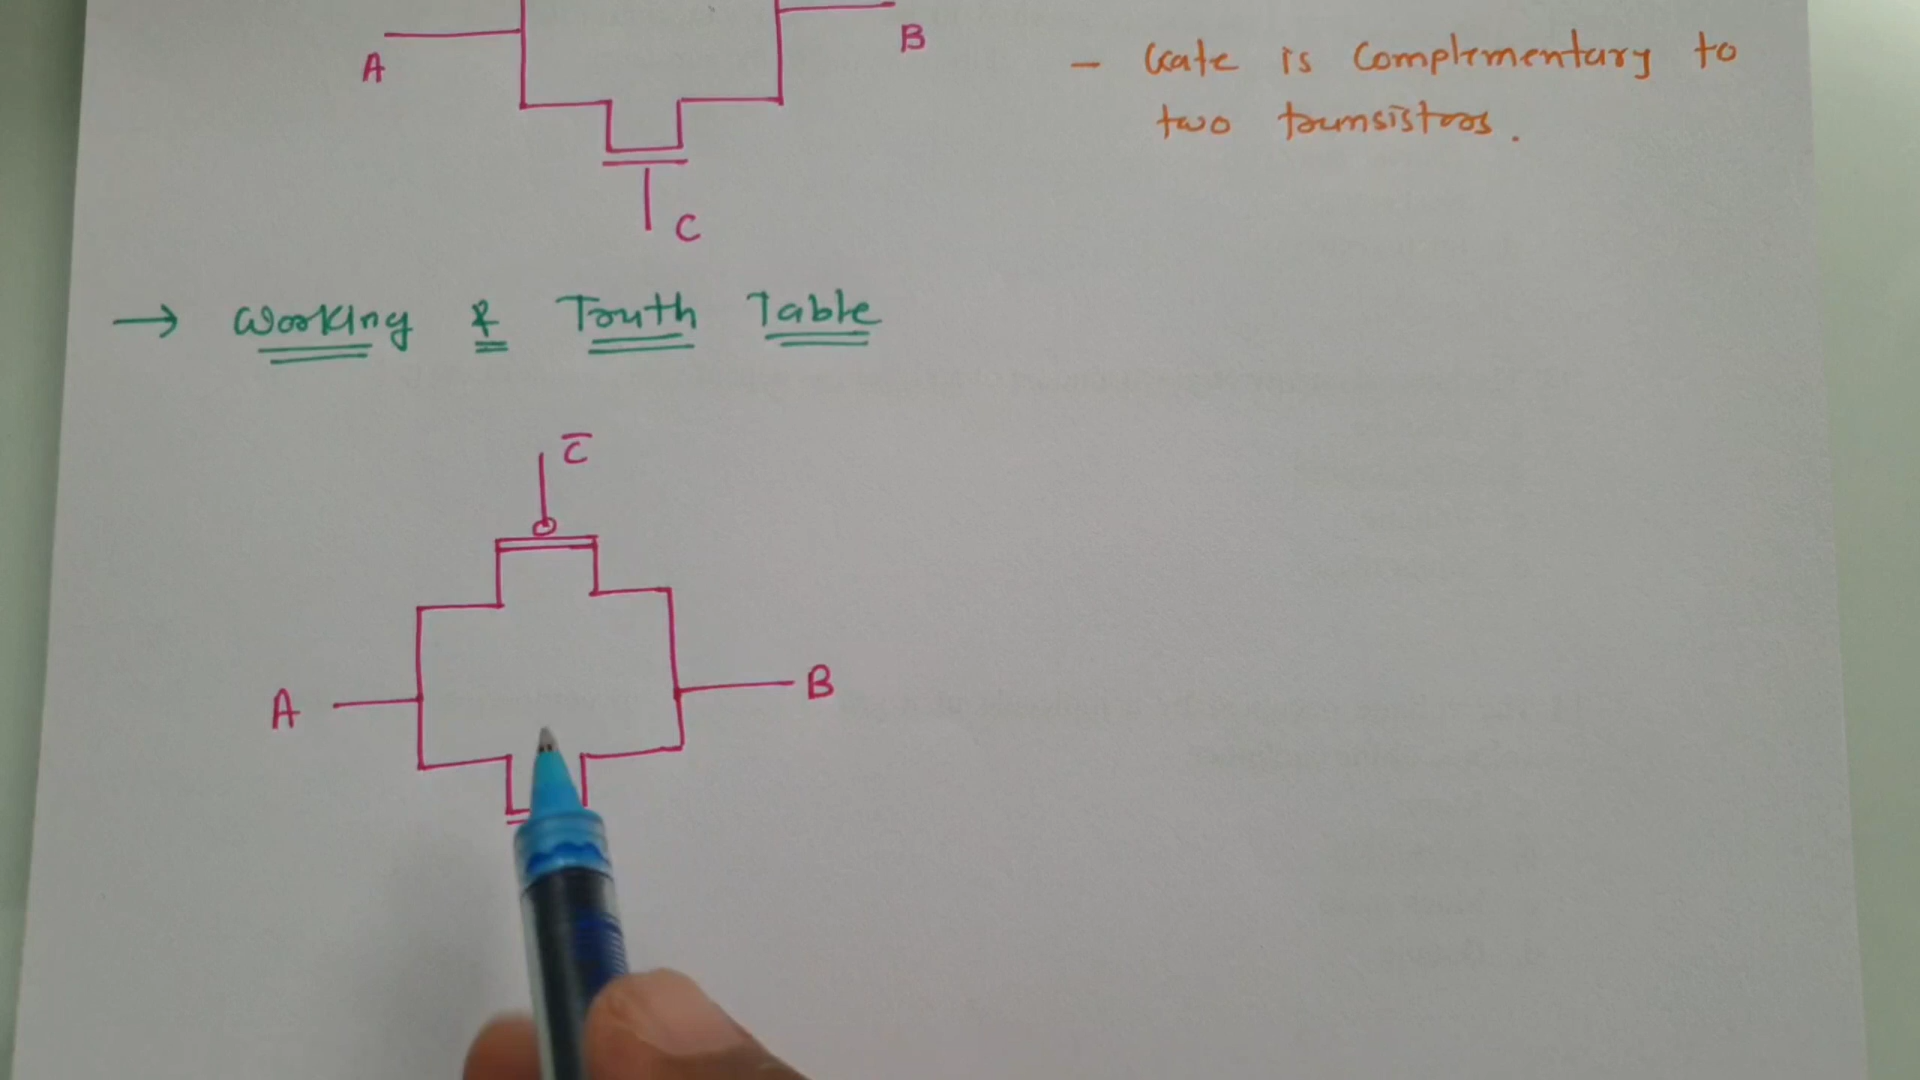 A
B
C
- Gate is complementary to
two transistors.
→ Working & Truth Table
C̅
A
B